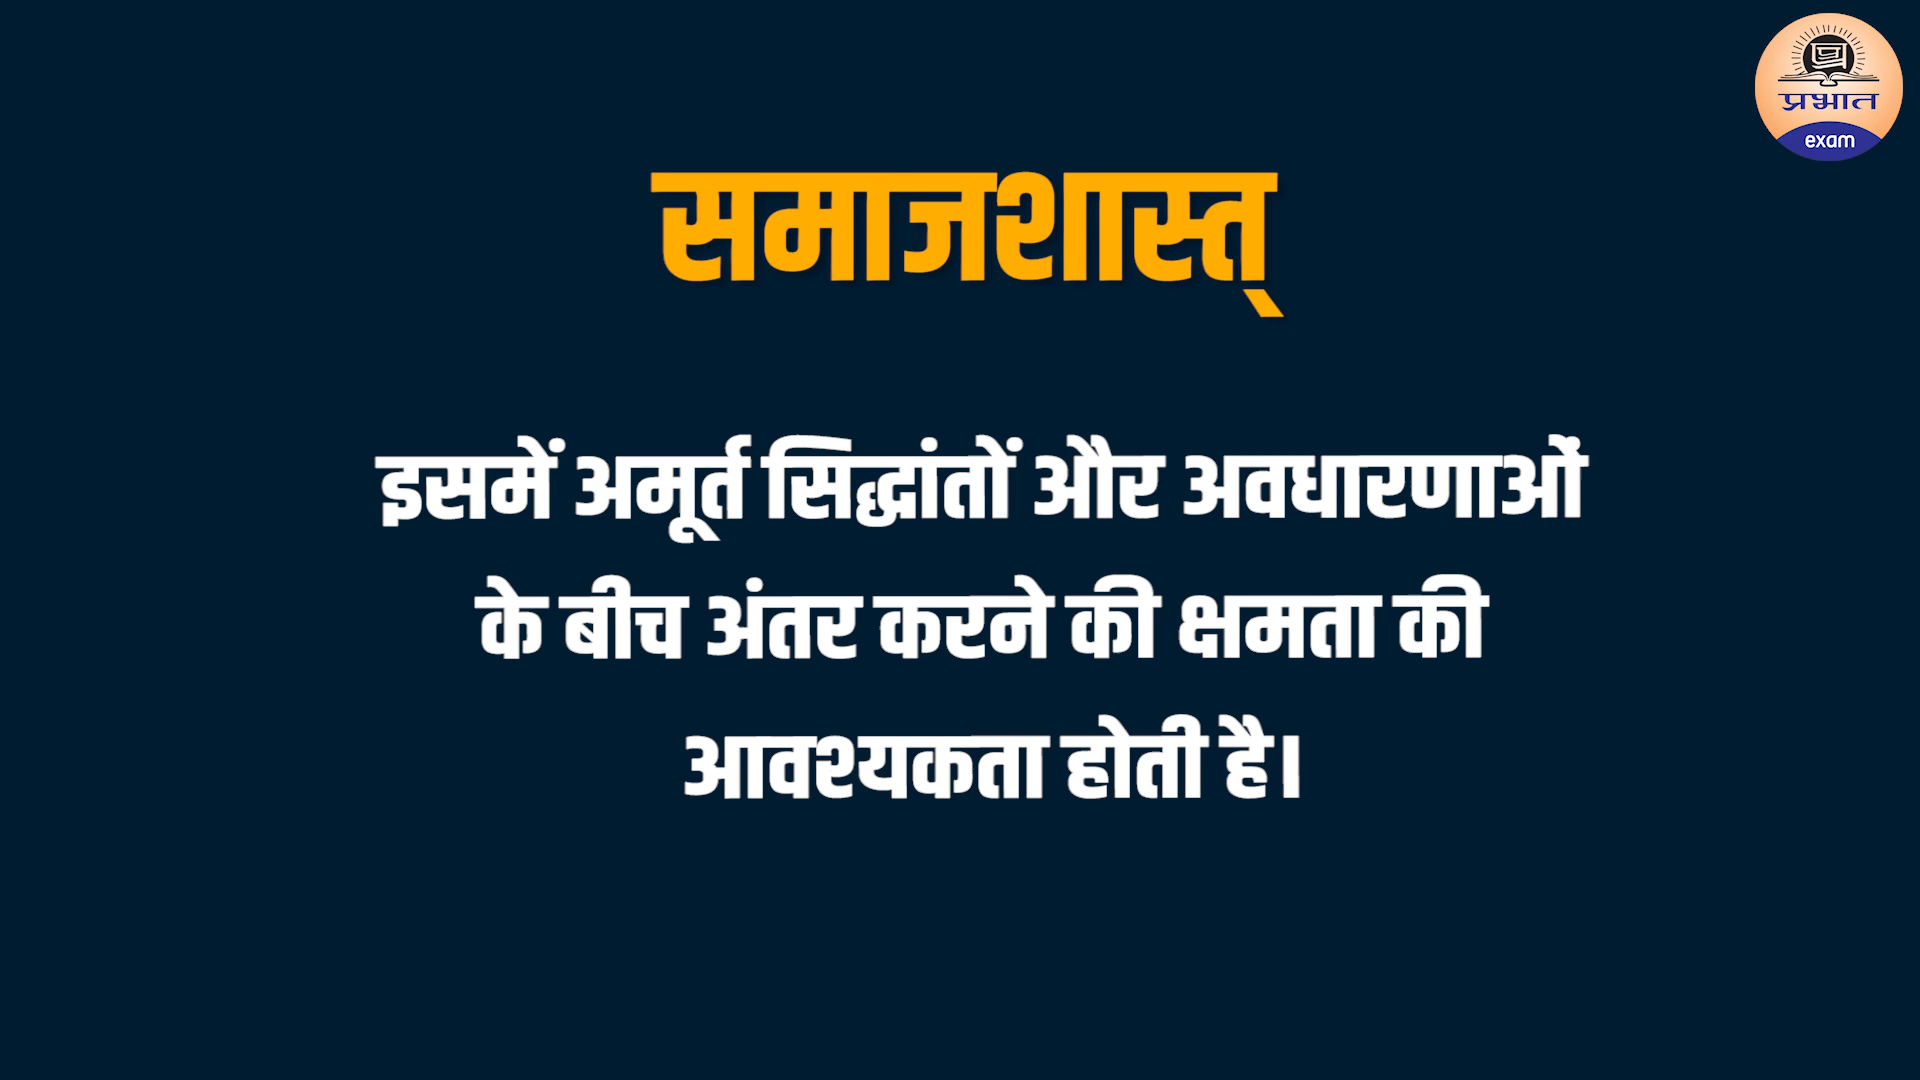 प्र
प्रभात
exam
समाजशास्त्
इसमें अमूर्त सिद्धांतों और अवधारणाओं
के बीच अंतर करने की क्षमता की
आवश्यकता होती है।